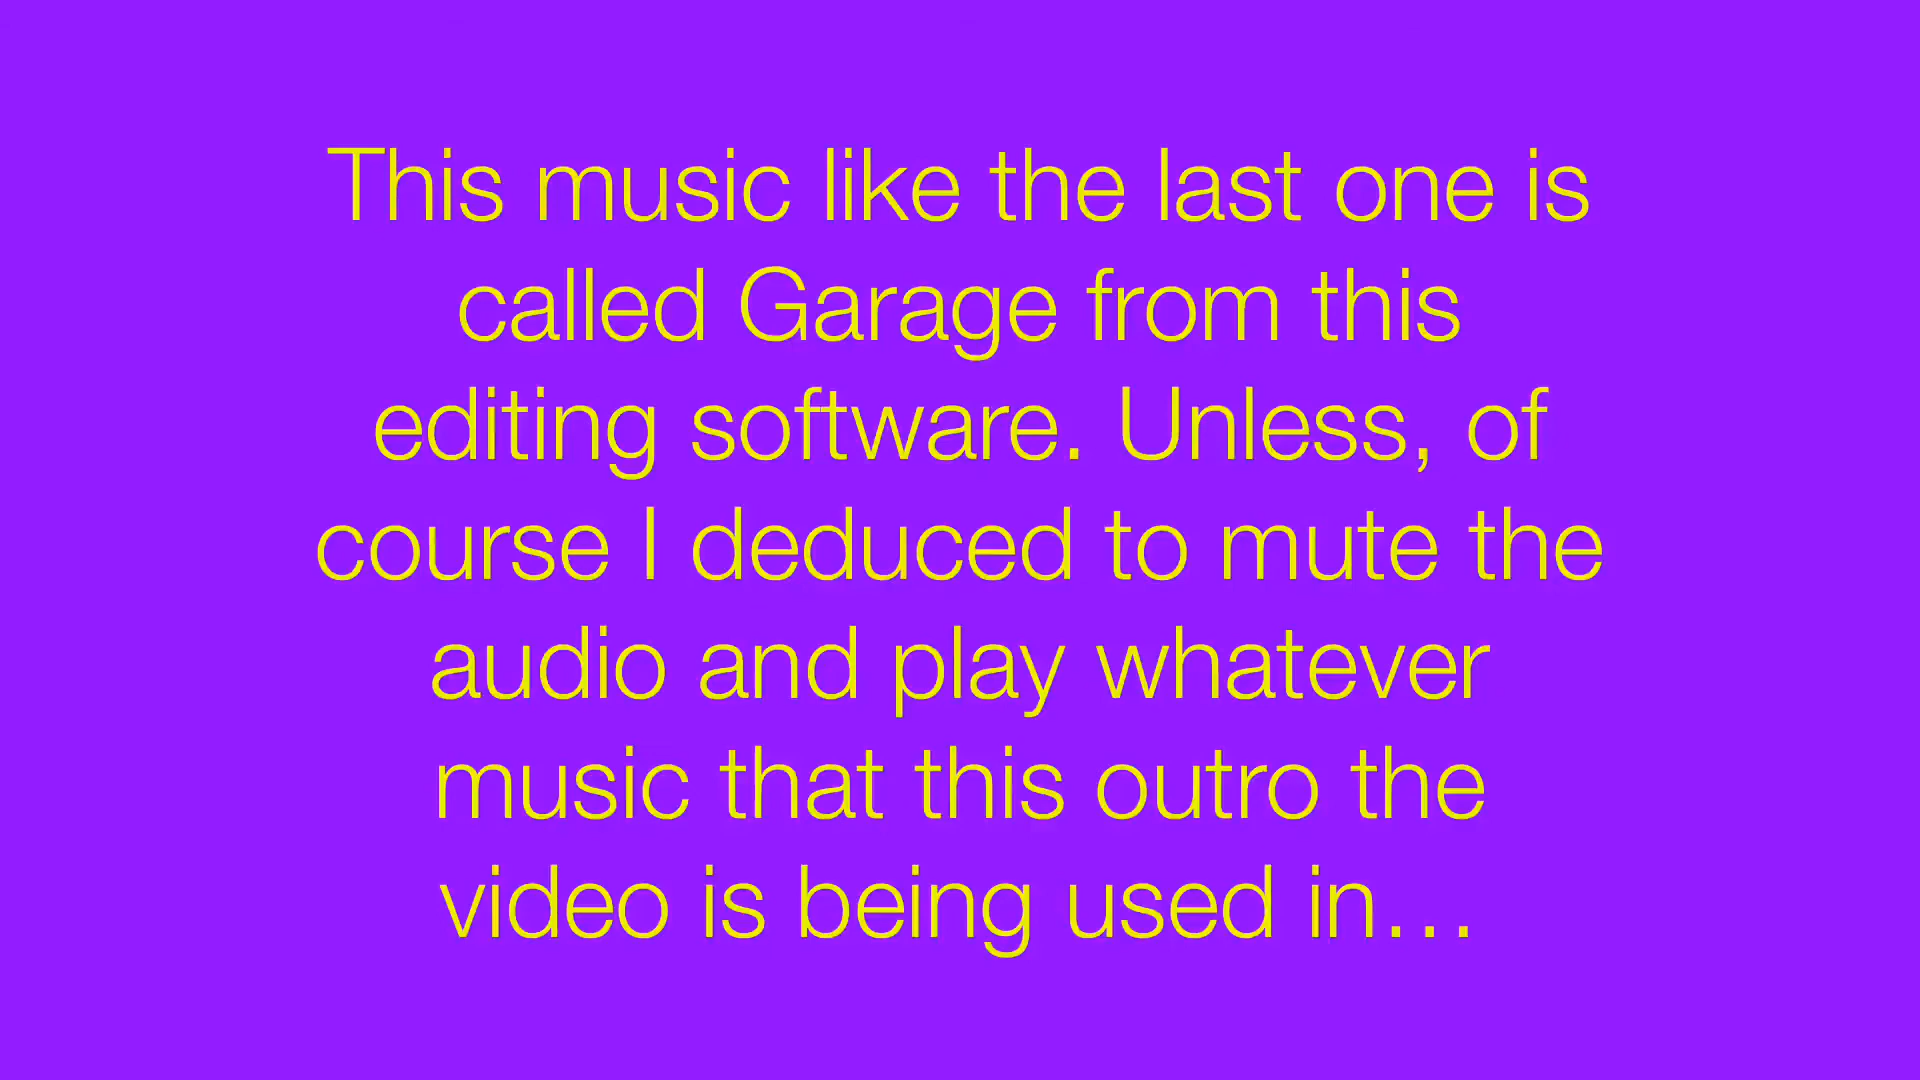 This music like the last one is
called Garage from this
editing software. Unless, of
course I deduced to mute the
audio and play whatever
music that this outro the
video is being used in...